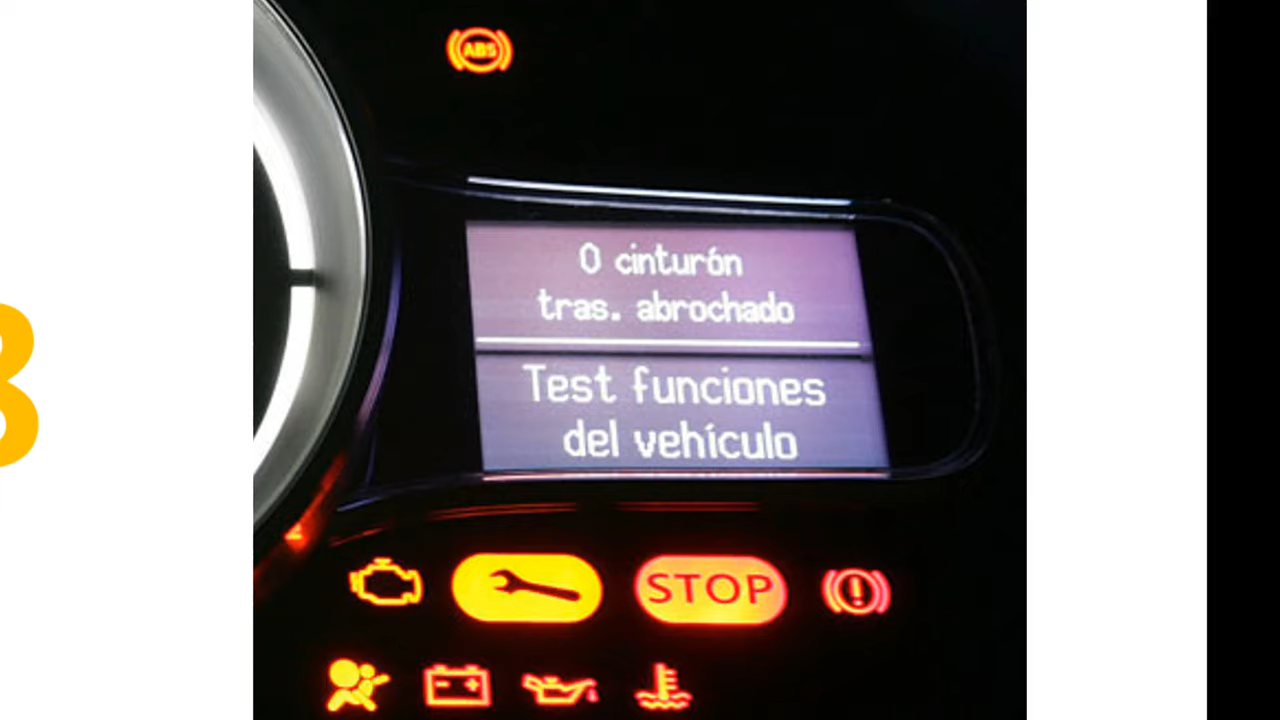 ABS
0 cinturón
tras. abrochado
Test funciones
del vehículo
STOP